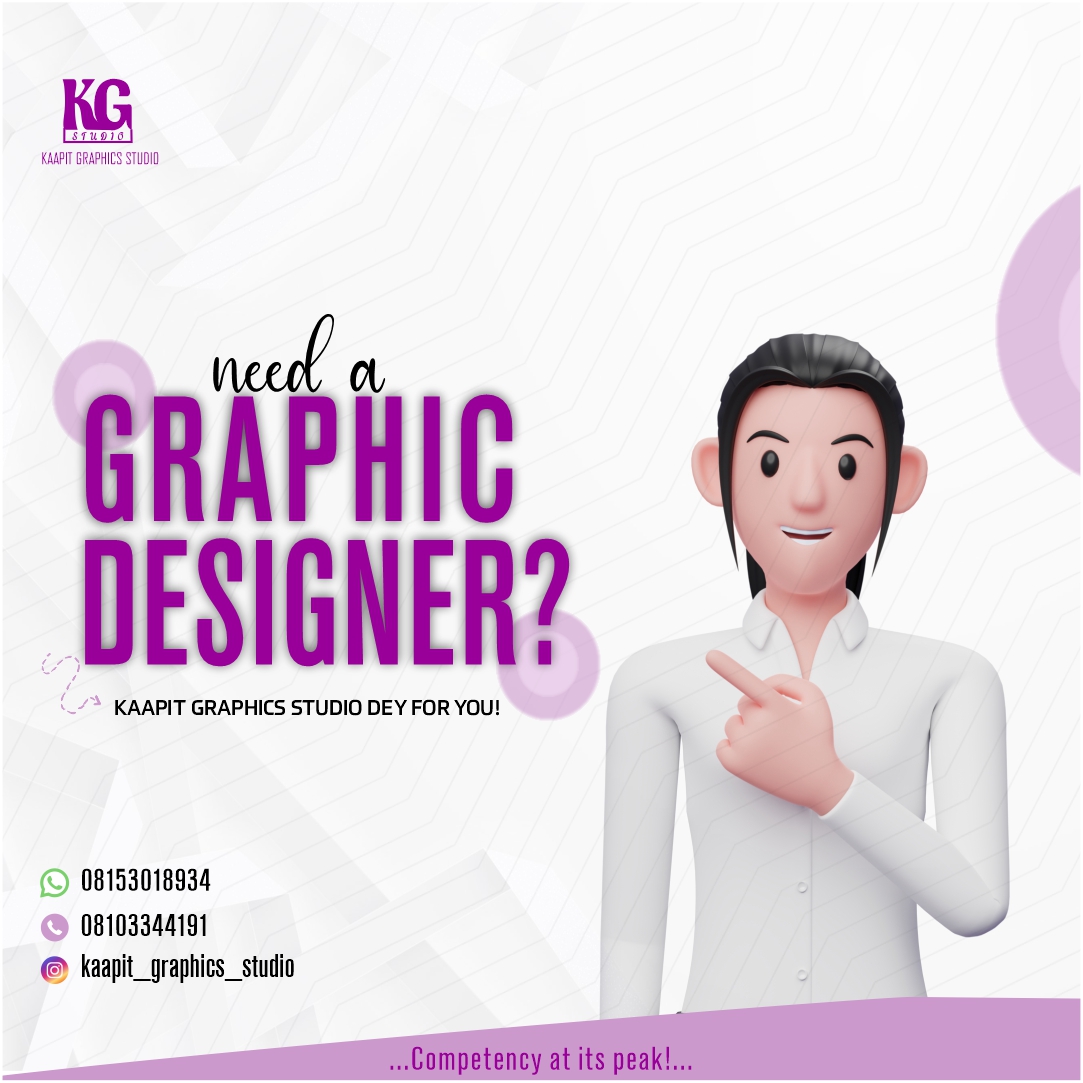 KG
STUDIO
KAAPIT GRAPHICS STUDIO
need a
GRAPHIC
DESIGNER?
KAAPIT GRAPHICS STUDIO DEY FOR YOU!
08153018934
08103344191
kaapit_graphics_studio
...Competency at its peak!...